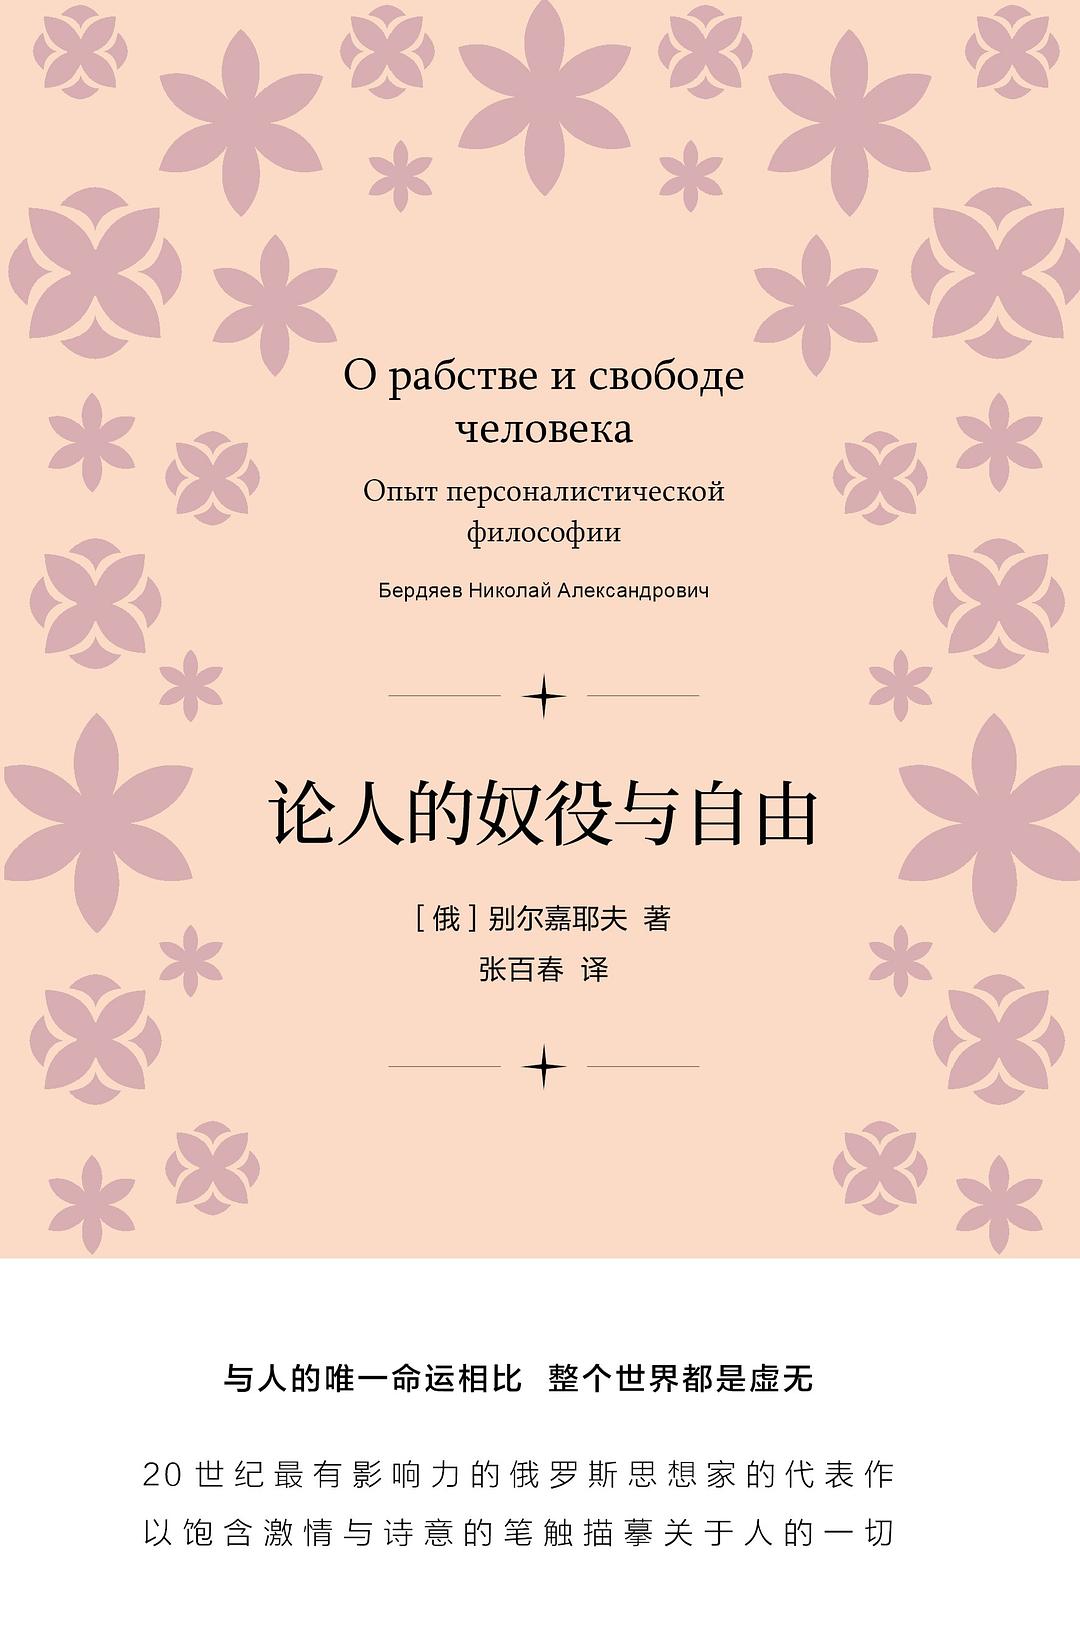 О рабстве и свободе
человека
Опыт персоналистической
философии
Бердяев Николай Александрович
论人的奴役与自由
[俄] 别尔嘉耶夫 著
张百春 译
与人的唯一命运相比 整个世界都是虚无
20世纪最有影响力的俄罗斯思想家的代表作
以饱含激情与诗意的笔触描摹关于人的一切